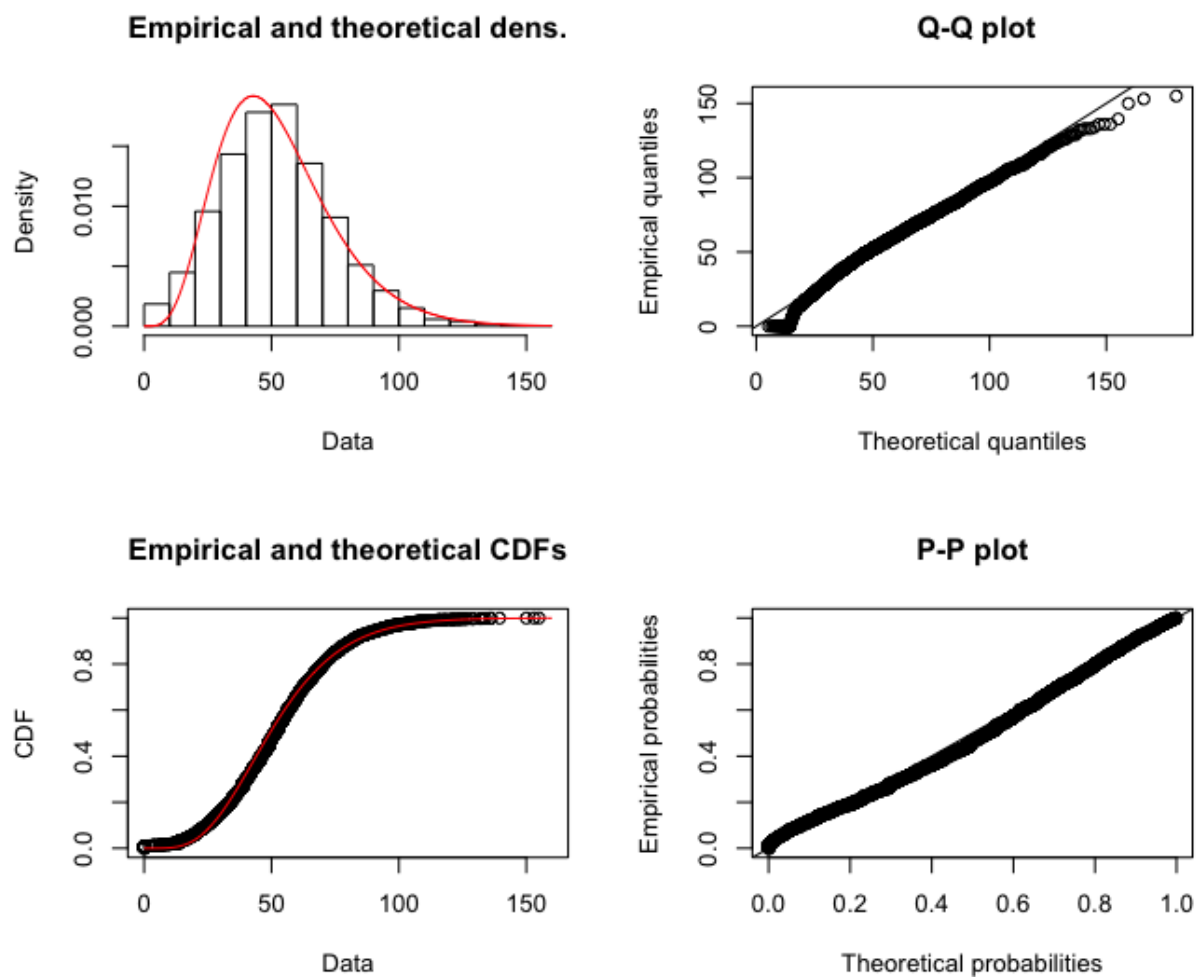 Empirical and theoretical dens.
Density
0.000
0.010
0
50
100
150
Data
Q-Q plot
Empirical quantiles
0
50
100
150
0
50
100
150
Theoretical quantiles
Empirical and theoretical CDFs
CDF
0.0
0.4
0.8
0
50
100
150
Data
P-P plot
Empirical probabilities
0.0
0.4
0.8
0.0
0.2
0.4
0.6
0.8
1.0
Theoretical probabilities